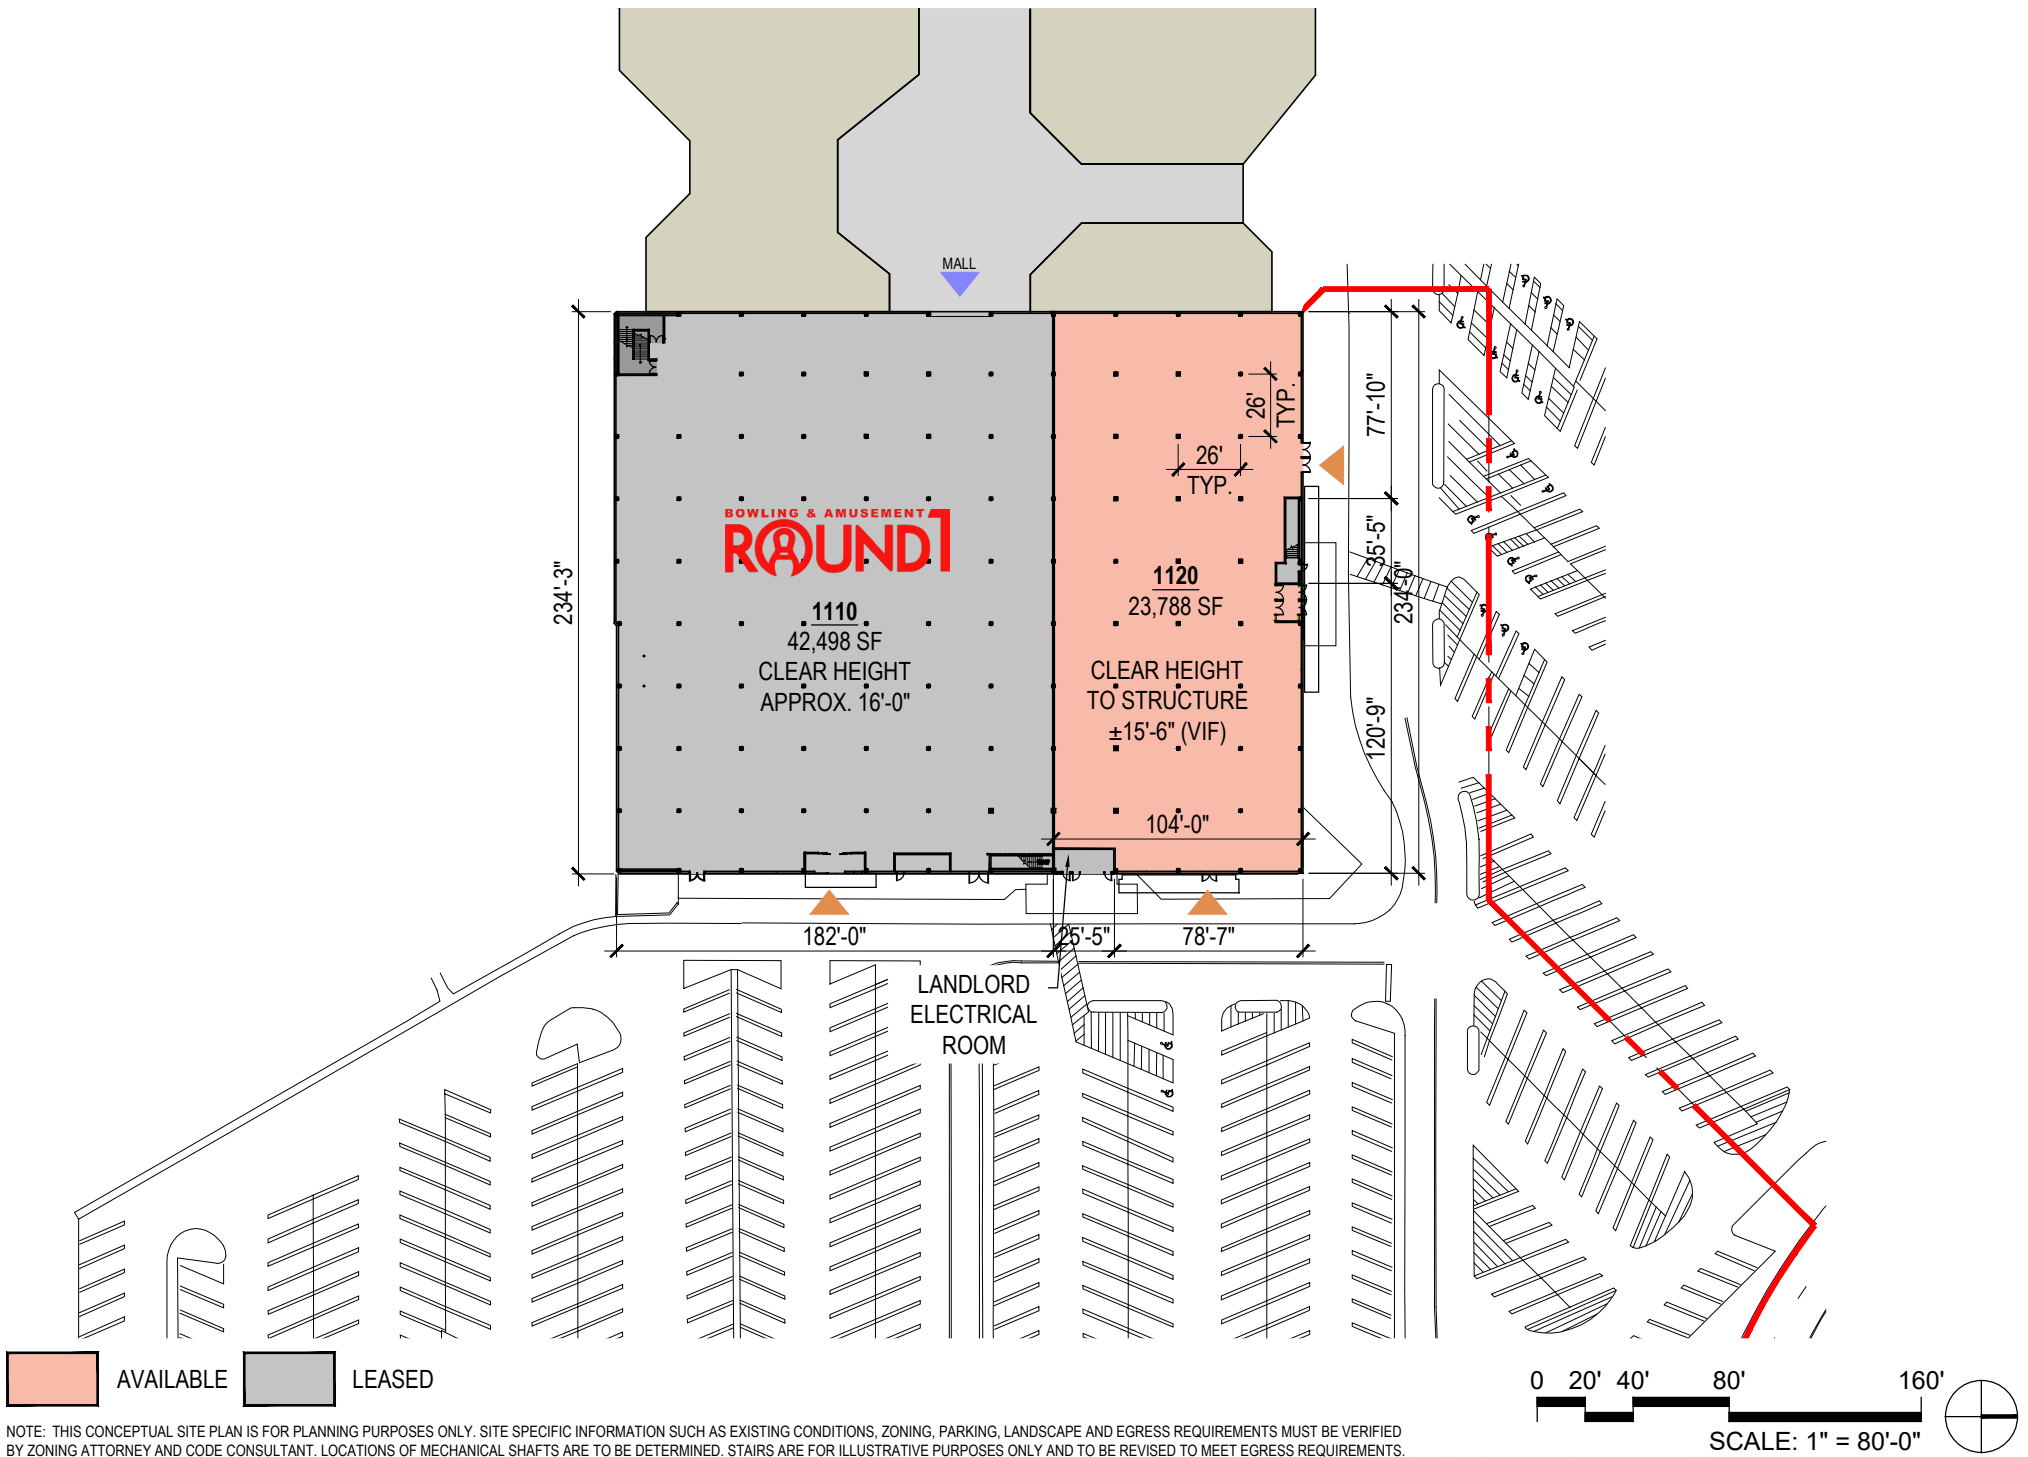 MALL
77'-10"
26'
TYP.
26'
TYP.
BOWLING & AMUSEMENT
ROUND1
35'-5"
234'-3"
234'-0"
1110
42,498 SF
CLEAR HEIGHT
APPROX. 16'-0"
1120
23,788 SF
CLEAR HEIGHT
TO STRUCTURE
±15'-6" (VIF)
120'-9"
104'-0"
182'-0"
25'-5"
78'-7"
LANDLORD
ELECTRICAL
ROOM
AVAILABLE
LEASED
0 20' 40' 80' 160'
SCALE: 1" = 80'-0"
NOTE: THIS CONCEPTUAL SITE PLAN IS FOR PLANNING PURPOSES ONLY. SITE SPECIFIC INFORMATION SUCH AS EXISTING CONDITIONS, ZONING, PARKING, LANDSCAPE AND EGRESS REQUIREMENTS MUST BE VERIFIED
BY ZONING ATTORNEY AND CODE CONSULTANT. LOCATIONS OF MECHANICAL SHAFTS ARE TO BE DETERMINED. STAIRS ARE FOR ILLUSTRATIVE PURPOSES ONLY AND TO BE REVISED TO MEET EGRESS REQUIREMENTS.